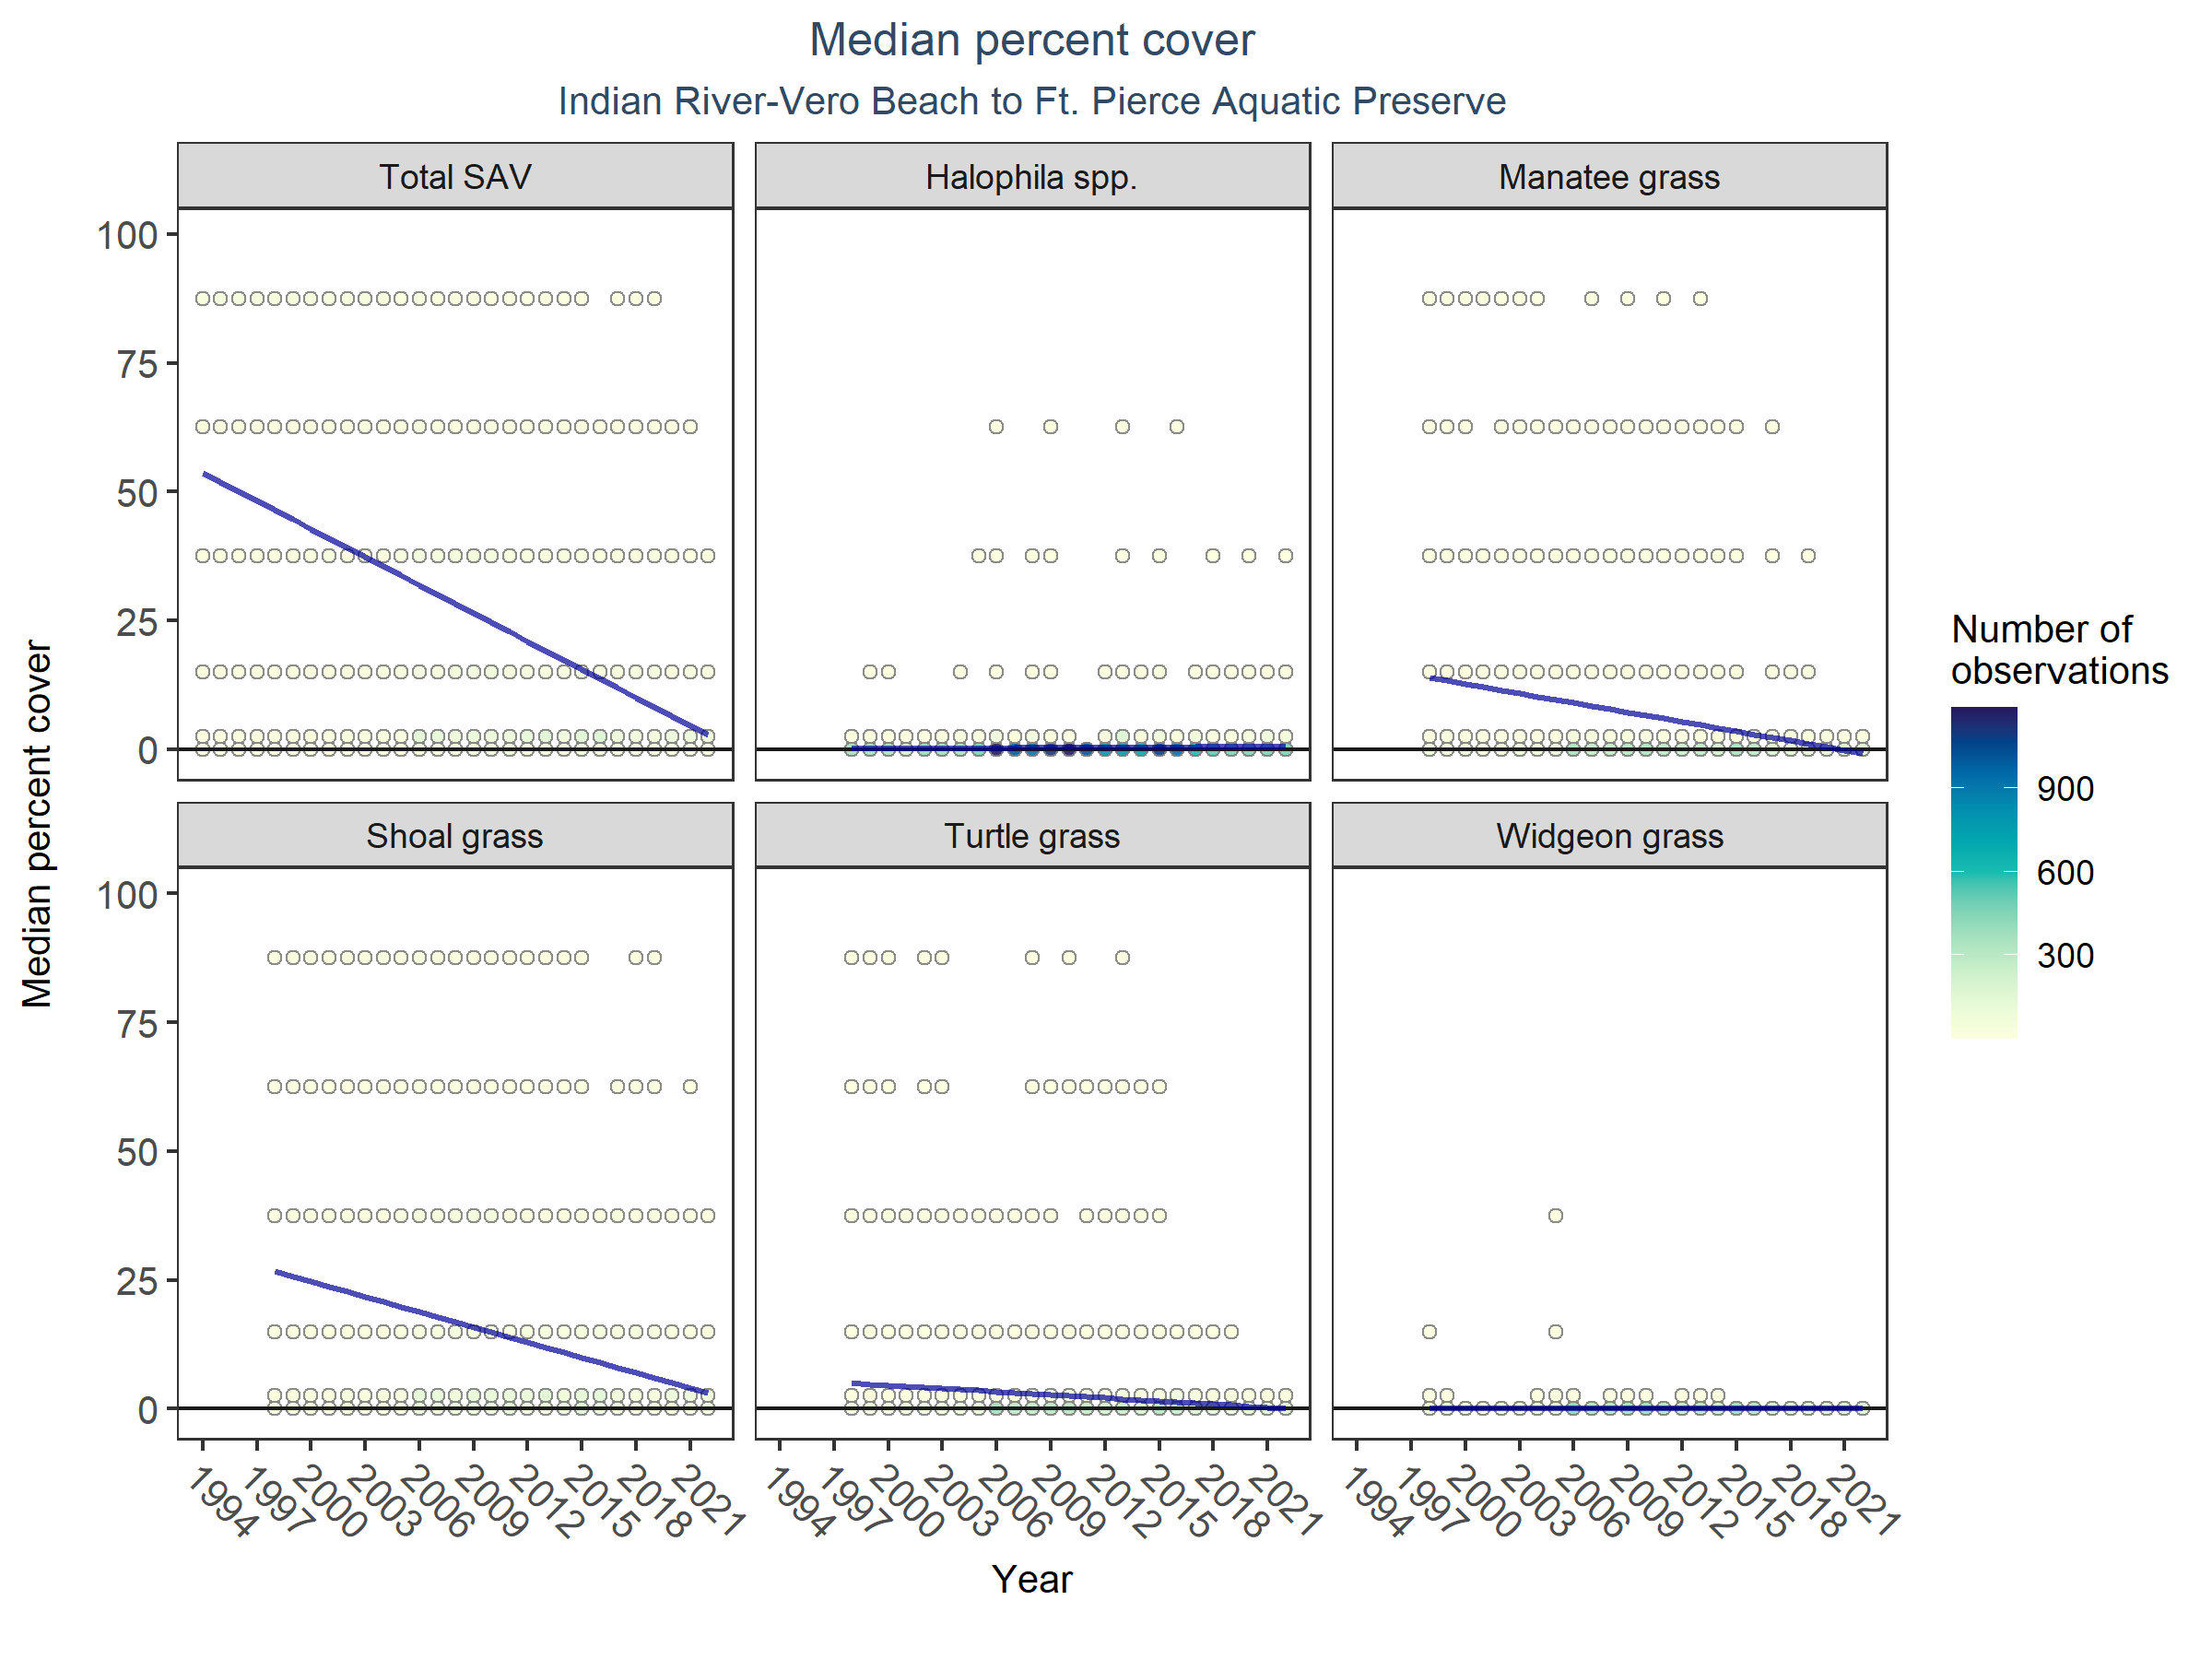 Median percent cover
Indian River-Vero Beach to Ft. Pierce Aquatic Preserve
Total SAV
Halophila spp.
Manatee grass
100
75
50
25
0
Shoal grass
Turtle grass
Widgeon grass
100
75
50
25
0
1994 1997 2000 2003 2006 2009 2012 2015 2018 2021
1994 1997 2000 2003 2006 2009 2012 2015 2018 2021
1994 1997 2000 2003 2006 2009 2012 2015 2018 2021
Year
Median percent cover
Number of
observations
900
600
300